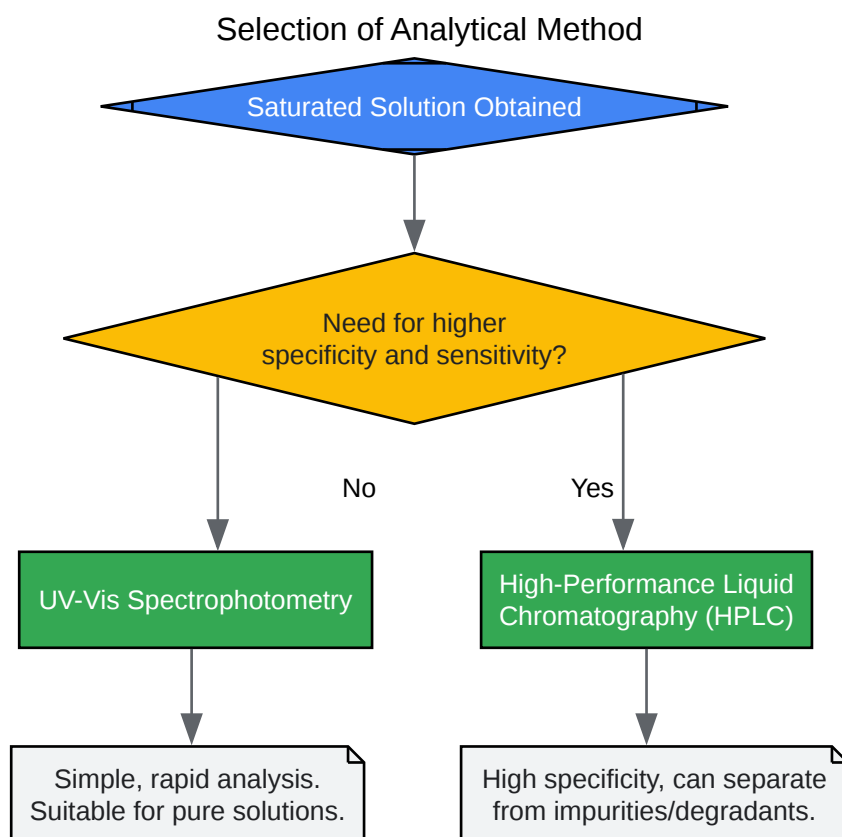 Selection of Analytical Method
Saturated Solution Obtained
Need for higher
specificity and sensitivity?
No
Yes
UV-Vis Spectrophotometry
High-Performance Liquid
Chromatography (HPLC)
Simple, rapid analysis.
Suitable for pure solutions.
High specificity, can separate
from impurities/degradants.